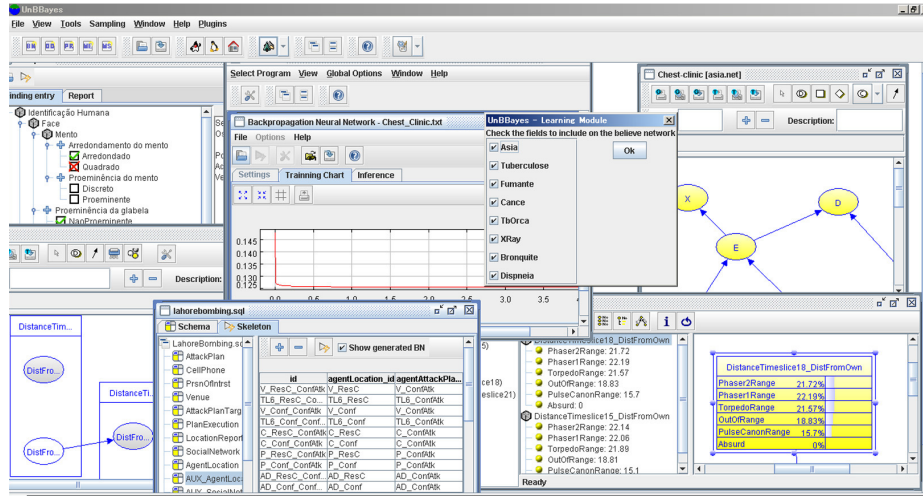 UnBBayes
File View Tools Sampling Window Help Plugins
Select Program View Global Options Window Help
Chest-clinic [asia.net]
inding entry Report
Identificação Humana
Face
Mento
Arredondamento do mento
Arredondado
Quadrado
Proeminência do mento
Discreto
Proeminente
Proeminência da glabela
NaoProeminente
Backpropagation Neural Network - Chest_Clinic.txt
File Options Help
Settings Trainning Chart Inference
0.145
0.140
0.135
0.130
0.125
0.0 0.5 3.0 3.5
UnBBayes - Learning Module
Check the fields to include on the believe network
Asia
Tuberculose
Fumante
Cance
TbOrca
XRay
Bronquite
Dispneia
Ok
Description:
X
D
E
Description:
DistanceTim...
DistFro...
DistanceTi...
DistFro...
DistFro...
lahorebombing.sql
Schema Skeleton
LahoreBombing.sc
AttackPlan
CellPhone
PrsnOfIntrst
Venue
AttackPlanTarg
PlanExecution
LocationReport
SocialNetwork
AgentLocation
AUX_AgentLoca
AUX_SocialNet
Show generated BN
id agentLocation_id agentAttackPla...
V_ResC_ConfAtk V_ResC V_ConfAtk
TL6_ResC_Co... TL6_ResC TL6_ConfAtk
V_Conf_ConfAtk V_Conf V_ConfAtk
TL6_Conf_Conf... TL6_Conf TL6_ConfAtk
C_ResC_ConfAtk C_ResC C_ConfAtk
C_Conf_ConfAtk C_Conf C_ConfAtk
P_ResC_ConfAtk P_ResC P_ConfAtk
P_Conf_ConfAtk P_Conf P_ConfAtk
AD_ResC_Conf... AD_ResC AD_ConfAtk
AD_Conf_Conf... AD_Conf AD_ConfAtk
5)
ce18)
eslice21)
DistanceTimeslice18_DistFromOwn
Phaser2Range: 21.72
Phaser1Range: 22.19
TorpedoRange: 21.57
OutOfRange: 18.83
PulseCanonRange: 15.7
Absurd: 0
DistanceTimeslice15_DistFromOwn
Phaser2Range: 22.14
Phaser1Range: 22.06
TorpedoRange: 21.89
OutOfRange: 18.81
PulseCanonRange: 15.1
Ready
DistanceTimeslice18_DistFromOwn
Phaser2Range 21.72%
Phaser1Range 22.19%
TorpedoRange 21.57%
OutOfRange 18.83%
PulseCanonRange 15.7%
Absurd 0%